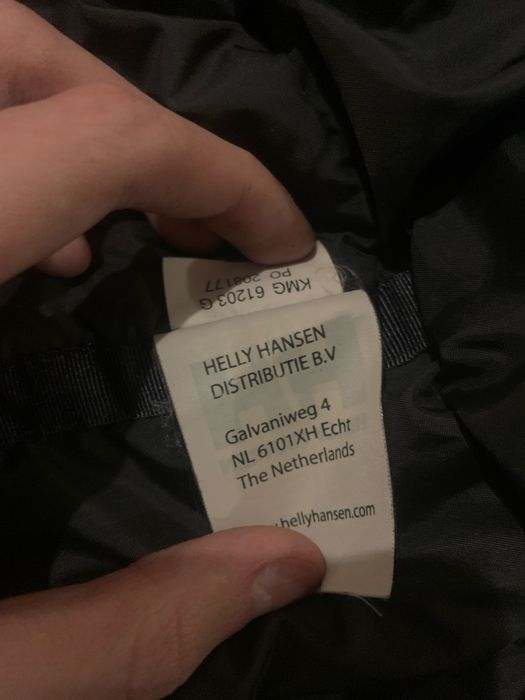 KMG 61203 G
PO 208177
HELLY HANSEN
DISTRIBUTIE B.V
Galvaniweg 4
NL 6101XH Echt
The Netherlands
hellyhansen.com